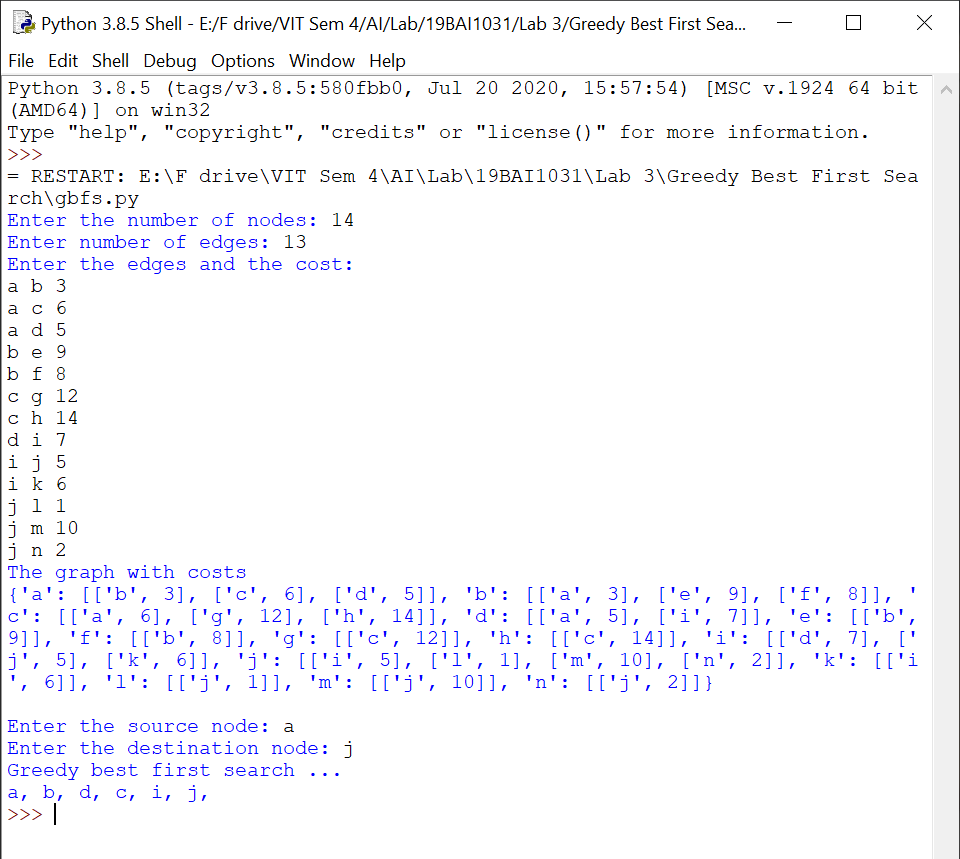 Python 3.8.5 Shell - E:/F drive/VIT Sem 4/AI/Lab/19BAI1031/Lab 3/Greedy Best First Sea...
File Edit Shell Debug Options Window Help
Python 3.8.5 (tags/v3.8.5:580fbb0, Jul 20 2020, 15:57:54) [MSC v.1924 64 bit
(AMD64)] on win32
Type "help", "copyright", "credits" or "license()" for more information.
>>>
= RESTART: E:\F drive\VIT Sem 4\AI\Lab\19BAI1031\Lab 3\Greedy Best First Sea
rch\gbfs.py
Enter the number of nodes: 14
Enter number of edges: 13
Enter the edges and the cost:
a b 3
a c 6
a d 5
b e 9
b f 8
c g 12
c h 14
d i 7
i j 5
i k 6
j l 1
j m 10
j n 2
The graph with costs
{'a': [['b', 3], ['c', 6], ['d', 5]], 'b': [['a', 3], ['e', 9], ['f', 8]], '
c': [['a', 6], ['g', 12], ['h', 14]], 'd': [['a', 5], ['i', 7]], 'e': [['b',
9]], 'f': [['b', 8]], 'g': [['c', 12]], 'h': [['c', 14]], 'i': [['d', 7], ['
j', 5], ['k', 6]], 'j': [['i', 5], ['l', 1], ['m', 10], ['n', 2]], 'k': [['i
', 6]], 'l': [['j', 1]], 'm': [['j', 10]], 'n': [['j', 2]]}
Enter the source node: a
Enter the destination node: j
Greedy best first search ...
a, b, d, c, i, j,
>>>